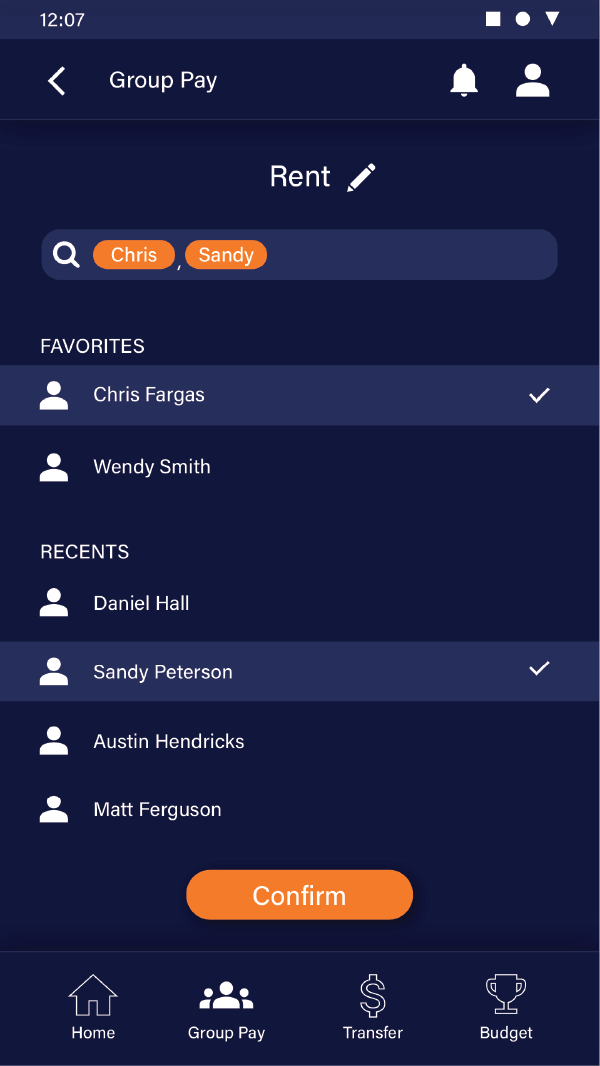 12:07
Group Pay
Rent
Chris, Sandy
FAVORITES
Chris Fargas
Wendy Smith
RECENTS
Daniel Hall
Sandy Peterson
Austin Hendricks
Matt Ferguson
Confirm
Home Group Pay Transfer Budget